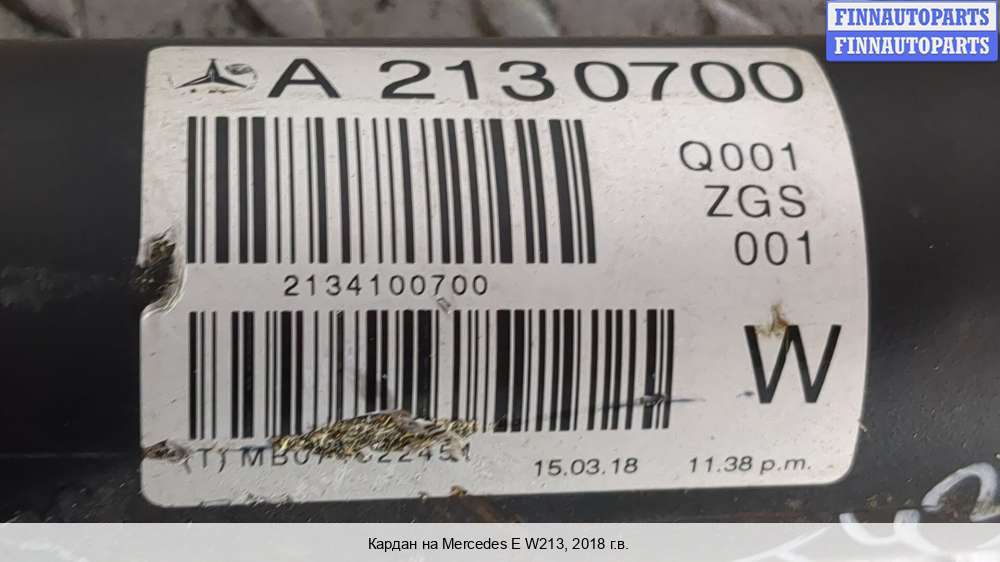 FINNAUTOPARTS
FINNAUTOPARTS
A 2130700
Q001
ZGS
001
2134100700
W
15.03.18 11.38 p.m.
Кардан на Mercedes E W213, 2018 г.в.